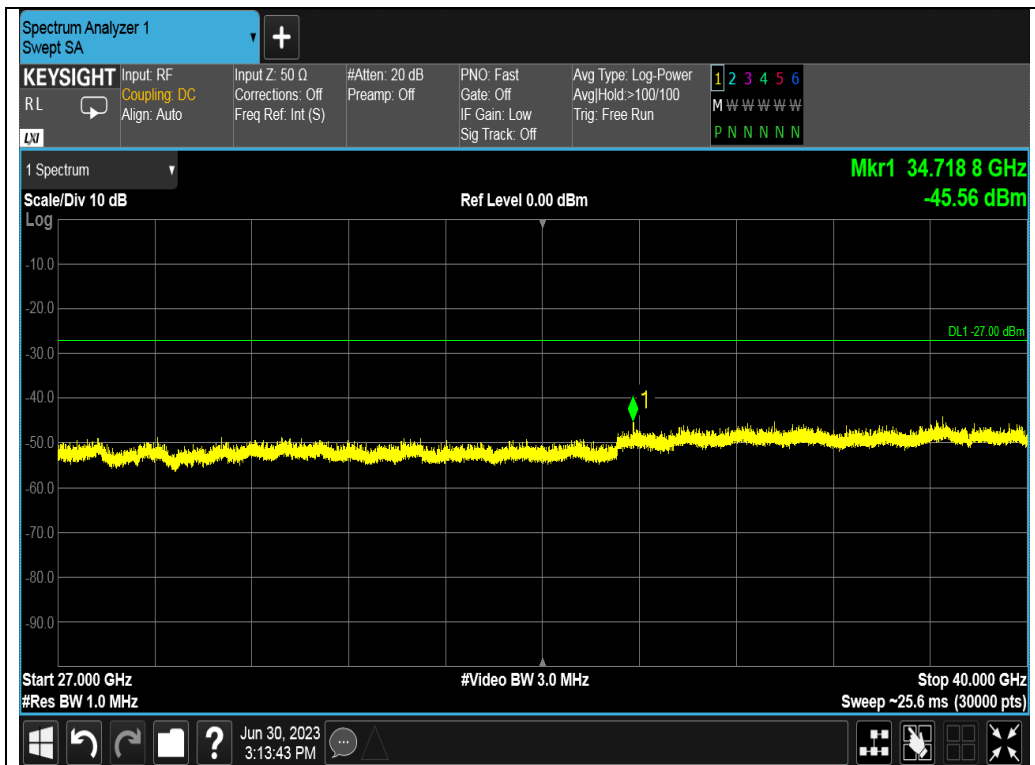 Spectrum Analyzer 1
Swept SA
KEYSIGHT
RL
LXI
Input: RF
Coupling: DC
Align: Auto
Input Z: 50 Ω
Corrections: Off
Freq Ref: Int (S)
#Atten: 20 dB
Preamp: Off
PNO: Fast
Gate: Off
IF Gain: Low
Sig Track: Off
Avg Type: Log-Power
Avg|Hold:>100/100
Trig: Free Run
1 2 3 4 5 6
M W W W W W
P N N N N N
1 Spectrum
Mkr1 34.718 8 GHz
-45.56 dBm
Scale/Div 10 dB
Ref Level 0.00 dBm
Log
-10.0
-20.0
DL1 -27.00 dBm
-30.0
-40.0
1
-50.0
-60.0
-70.0
-80.0
-90.0
Start 27.000 GHz
#Video BW 3.0 MHz
Stop 40.000 GHz
#Res BW 1.0 MHz
Sweep ~25.6 ms (30000 pts)
?
Jun 30, 2023
3:13:43 PM